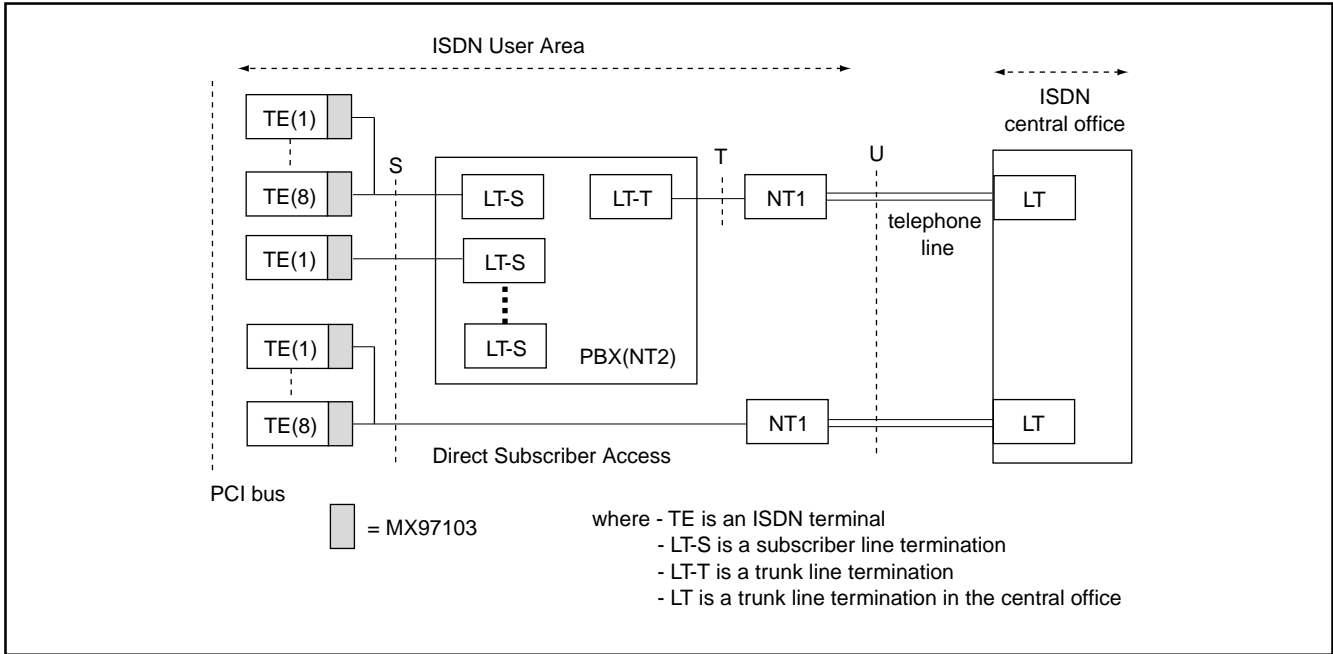 ISDN User Area
ISDN
central office
TE(1)
S
T
U
TE(8)
LT-S
LT-T
NT1
LT
telephone
line
TE(1)
LT-S
TE(1)
LT-S
PBX(NT2)
TE(8)
NT1
LT
Direct Subscriber Access
PCI bus
= MX97103
where - TE is an ISDN terminal
- LT-S is a subscriber line termination
- LT-T is a trunk line termination
- LT is a trunk line termination in the central office